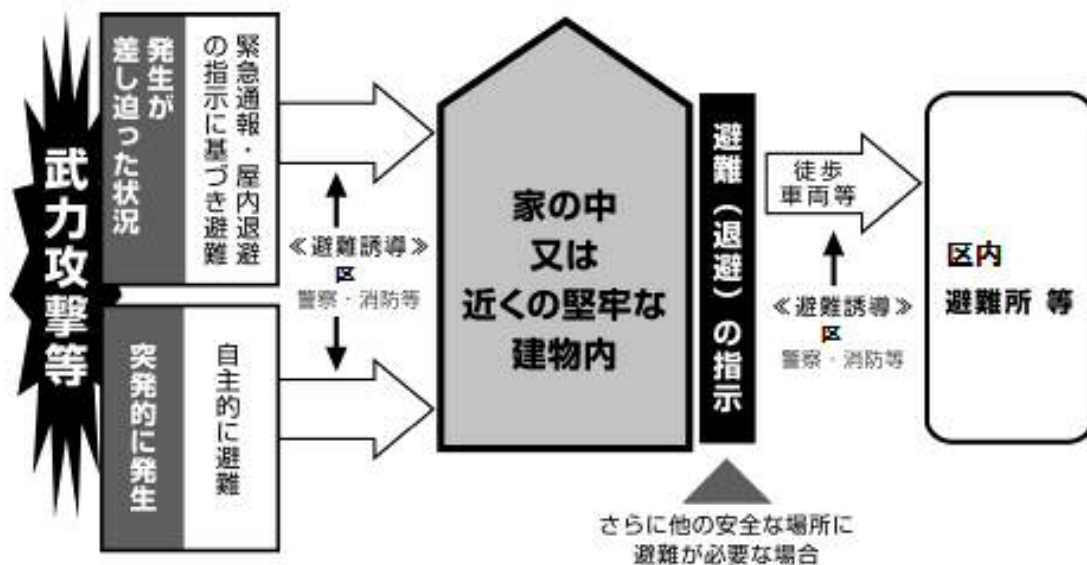 武力攻撃等
発生が
差し迫った状況
緊急通報・屋内退避
の指示に基づき避難
突発的に発生
自主的に避難
≪避難誘導≫
区
警察・消防等
家の中
又は
近くの堅牢な
建物内
避難（退避）の指示
さらに他の安全な場所に
避難が必要な場合
徒歩
車両等
≪避難誘導≫
区
警察・消防等
区内
避難所 等